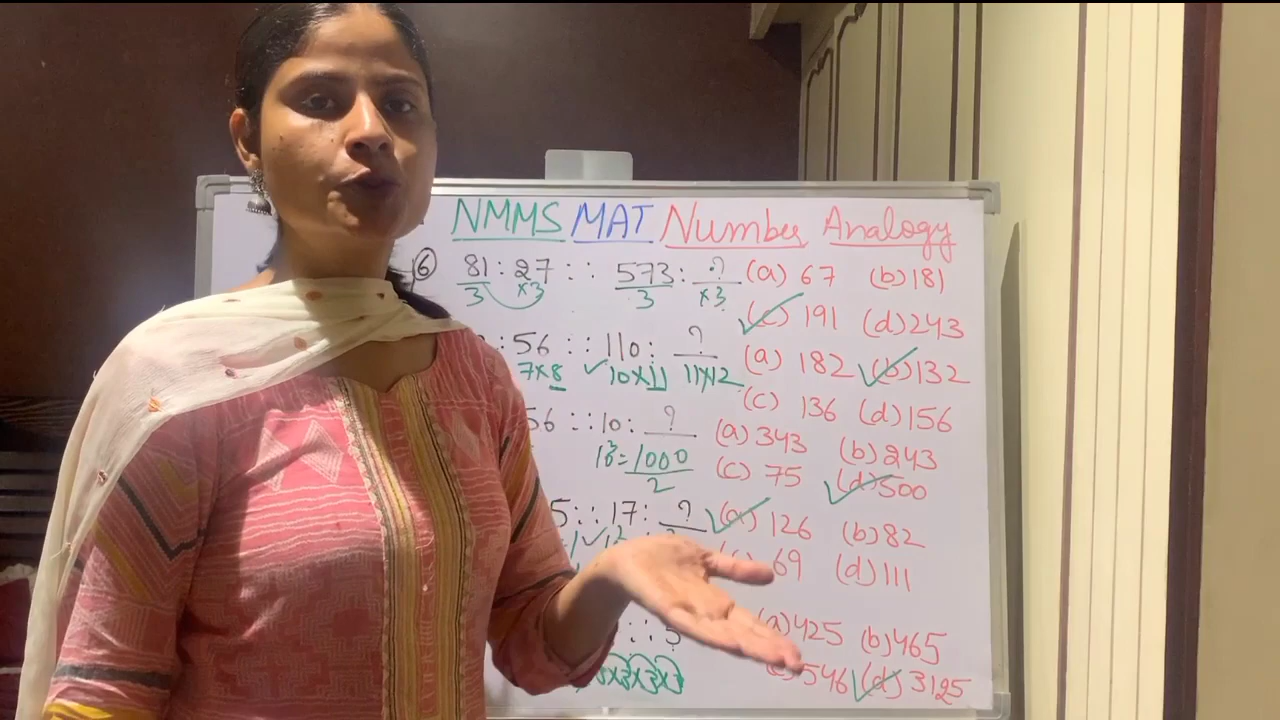 NMMS MAT Number Analogy
6 81 : 27 :: 573 : ? (a) 67 (b) 181
3 ×3 3 ×3 (c) 191 (d) 243
: 56 :: 110 : ? (a) 182 (b) 132
7×8 10×11 11×12 (c) 136 (d) 156
56 :: 10 : ? (a) 343 (b) 243
10³=1000 (c) 75 (d) 500
2
5 :: 17 : ? (a) 126 (b) 82
69 (d) 111
:: 5 (a) 425 (b) 465
546 (d) 3125